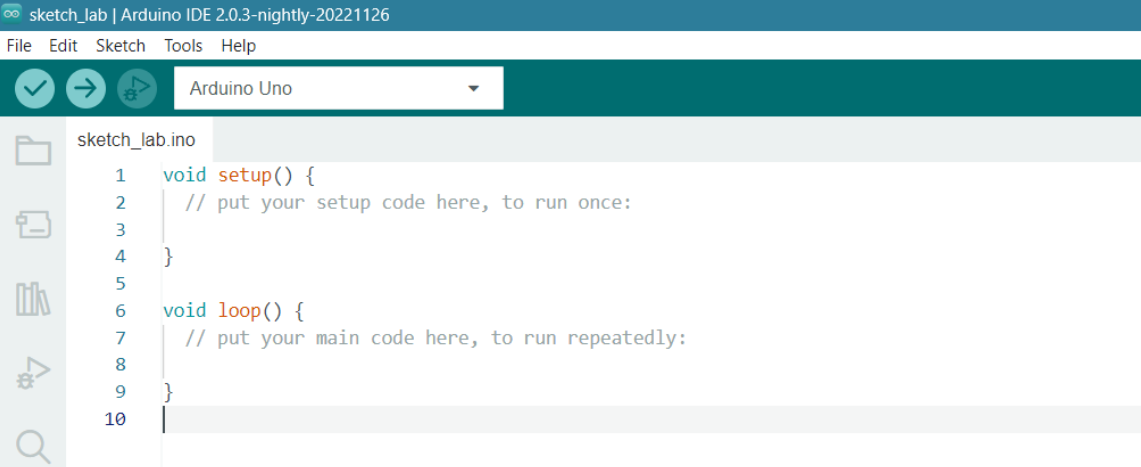 sketch_lab | Arduino IDE 2.0.3-nightly-20221126
File Edit Sketch Tools Help
Arduino Uno
sketch_lab.ino
1 void setup() {
2 // put your setup code here, to run once:
3
4 }
5
6 void loop() {
7 // put your main code here, to run repeatedly:
8
9 }
10